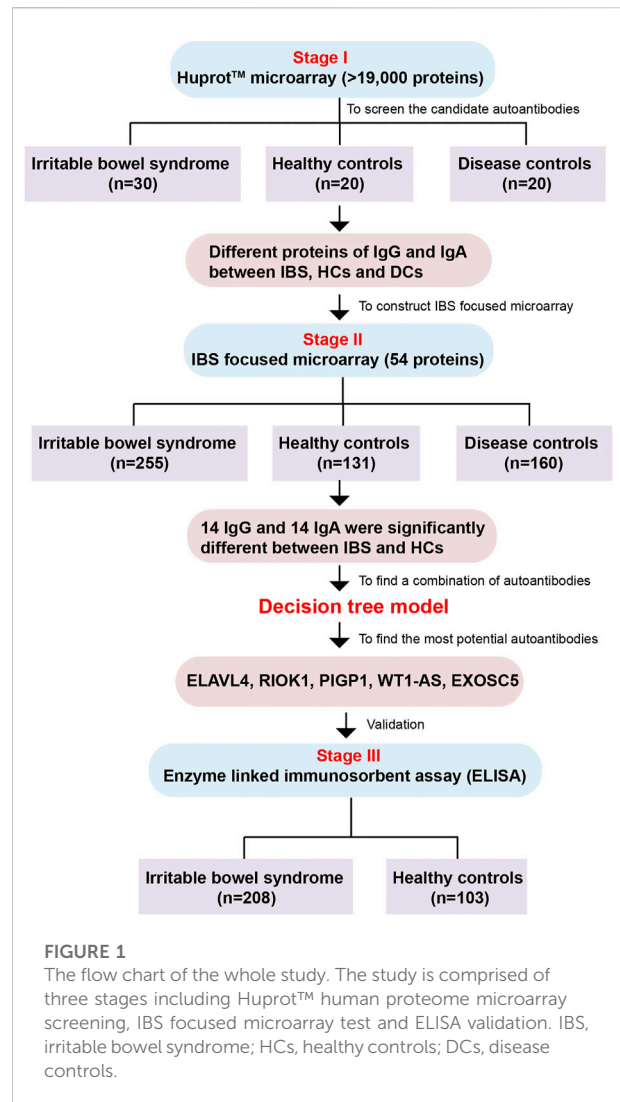 Stage I
Huprot™ microarray (>19,000 proteins)
To screen the candidate autoantibodies
Irritable bowel syndrome
(n=30)
Healthy controls
(n=20)
Disease controls
(n=20)
Different proteins of IgG and IgA
between IBS, HCs and DCs
To construct IBS focused microarray
Stage II
IBS focused microarray (54 proteins)
Irritable bowel syndrome
(n=255)
Healthy controls
(n=131)
Disease controls
(n=160)
14 IgG and 14 IgA were significantly
different between IBS and HCs
To find a combination of autoantibodies
Decision tree model
To find the most potential autoantibodies
ELAVL4, RIOK1, PIGP1, WT1-AS, EXOSC5
Validation
Stage III
Enzyme linked immunosorbent assay (ELISA)
Irritable bowel syndrome
(n=208)
Healthy controls
(n=103)
FIGURE 1
The flow chart of the whole study. The study is comprised of
three stages including Huprot™ human proteome microarray
screening, IBS focused microarray test and ELISA validation. IBS,
irritable bowel syndrome; HCs, healthy controls; DCs, disease
controls.